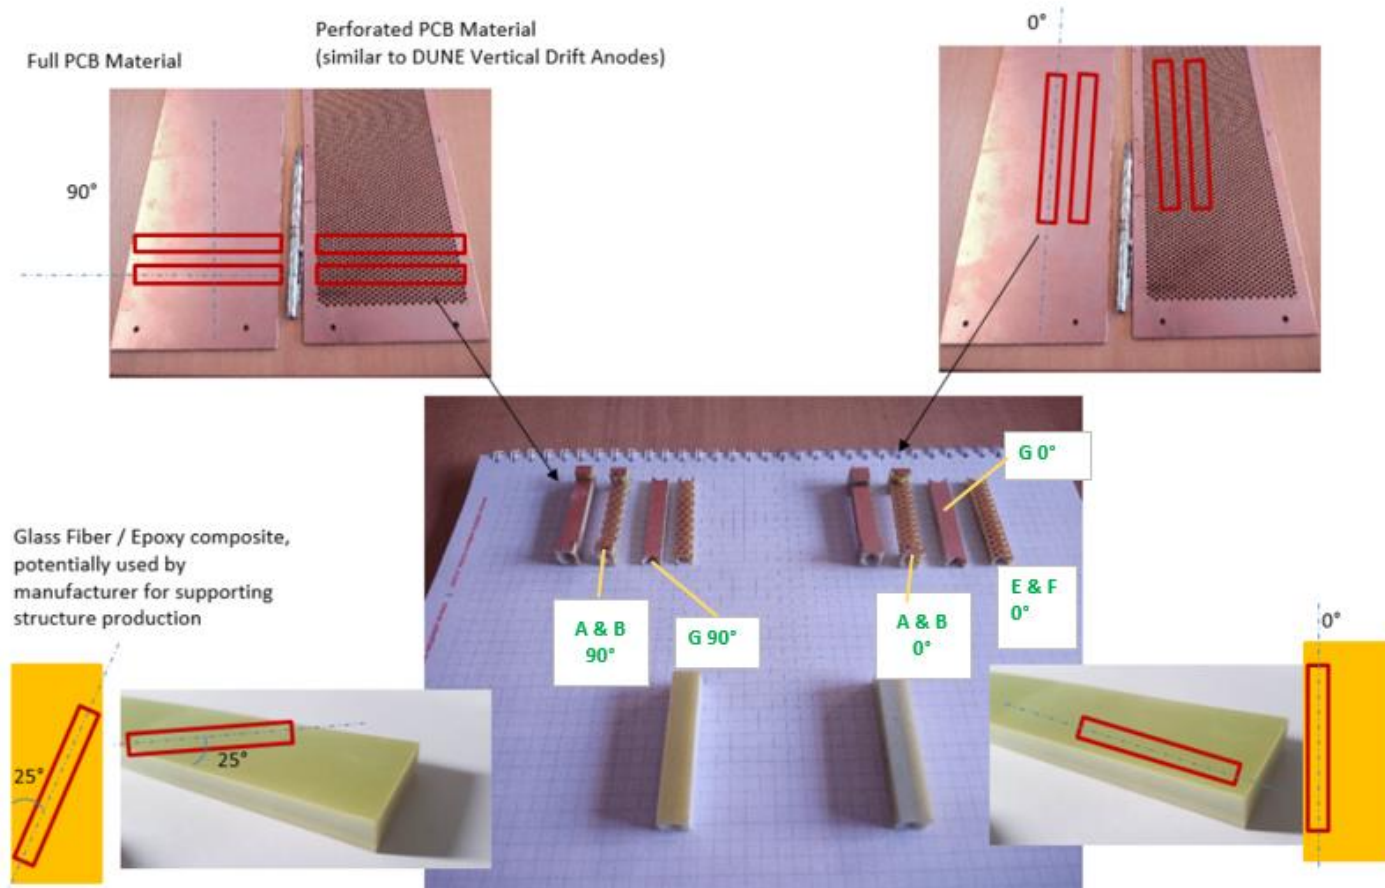 Full PCB Material
Perforated PCB Material
(similar to DUNE Vertical Drift Anodes)
0°
90°
G 0°
Glass Fiber / Epoxy composite,
potentially used by
manufacturer for supporting
structure production
A & B
90°
G 90°
A & B
0°
E & F
0°
0°
25°
25°